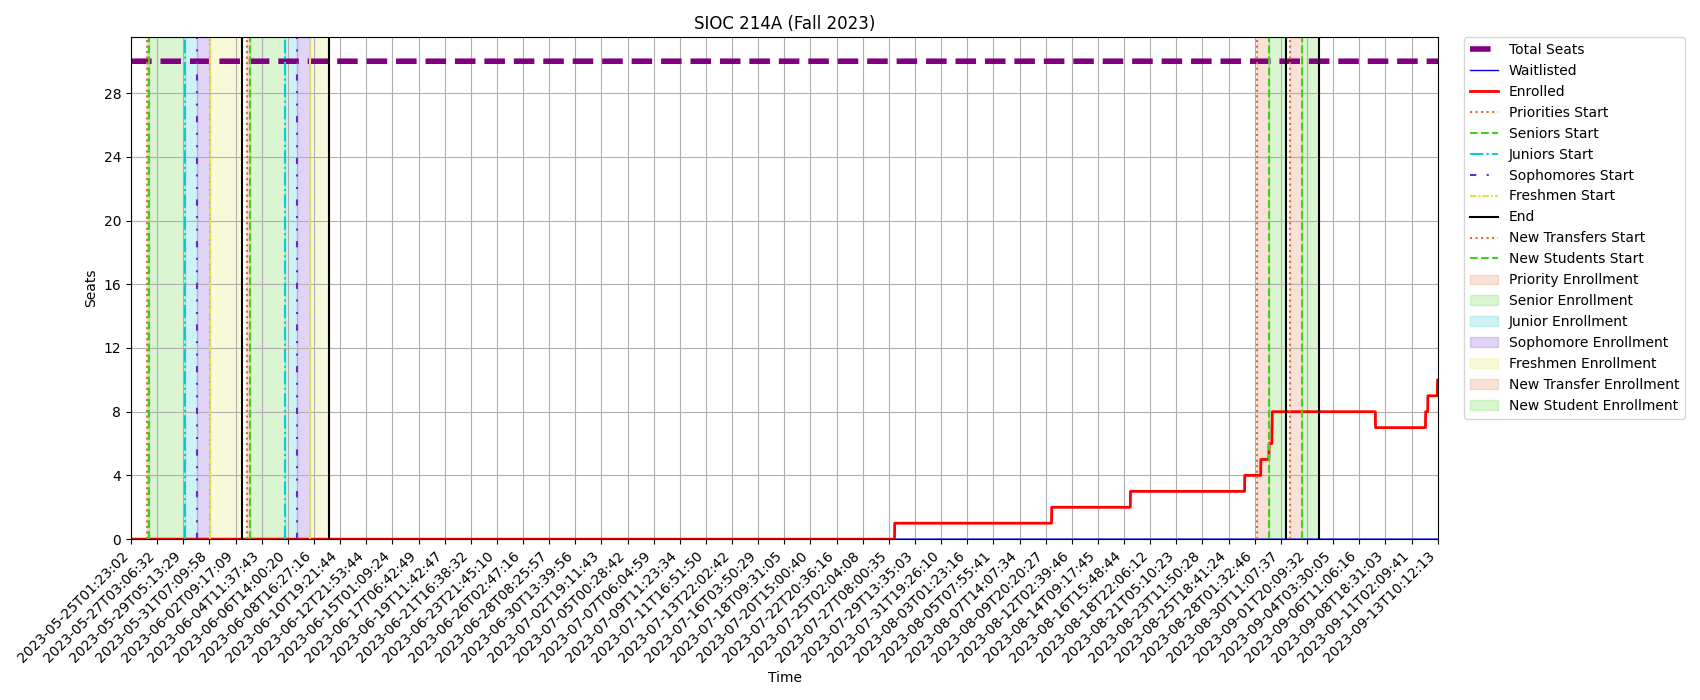 SIOC 214A (Fall 2023)
Seats
28
24
20
16
12
8
4
0
2023-05-25T01:23:02
2023-05-27T03:06:32
2023-05-29T05:13:29
2023-05-31T07:09:58
2023-06-02T09:17:09
2023-06-04T11:37:43
2023-06-06T14:00:20
2023-06-08T16:27:16
2023-06-10T19:21:44
2023-06-12T21:53:44
2023-06-15T01:09:24
2023-06-17T06:42:49
2023-06-19T11:42:47
2023-06-21T16:38:32
2023-06-23T21:45:10
2023-06-26T02:47:16
2023-06-28T08:25:57
2023-06-30T13:39:56
2023-07-02T19:11:43
2023-07-05T00:28:42
2023-07-07T06:04:59
2023-07-09T11:23:34
2023-07-11T16:51:50
2023-07-13T22:02:42
2023-07-16T03:50:29
2023-07-18T09:31:05
2023-07-20T15:00:40
2023-07-22T20:36:16
2023-07-25T02:04:08
2023-07-27T08:00:35
2023-07-29T13:35:03
2023-07-31T19:26:10
2023-08-03T01:23:16
2023-08-05T07:55:41
2023-08-07T14:07:34
2023-08-09T20:20:27
2023-08-12T02:39:46
2023-08-14T09:17:45
2023-08-16T15:48:44
2023-08-18T22:06:12
2023-08-21T05:10:23
2023-08-23T11:50:28
2023-08-25T18:41:24
2023-08-28T01:32:46
2023-08-30T11:07:37
2023-09-01T20:09:32
2023-09-04T03:30:05
2023-09-06T11:06:16
2023-09-08T18:31:03
2023-09-11T02:09:41
2023-09-13T10:12:13
Time
Total Seats
Waitlisted
Enrolled
Priorities Start
Seniors Start
Juniors Start
Sophomores Start
Freshmen Start
End
New Transfers Start
New Students Start
Priority Enrollment
Senior Enrollment
Junior Enrollment
Sophomore Enrollment
Freshmen Enrollment
New Transfer Enrollment
New Student Enrollment